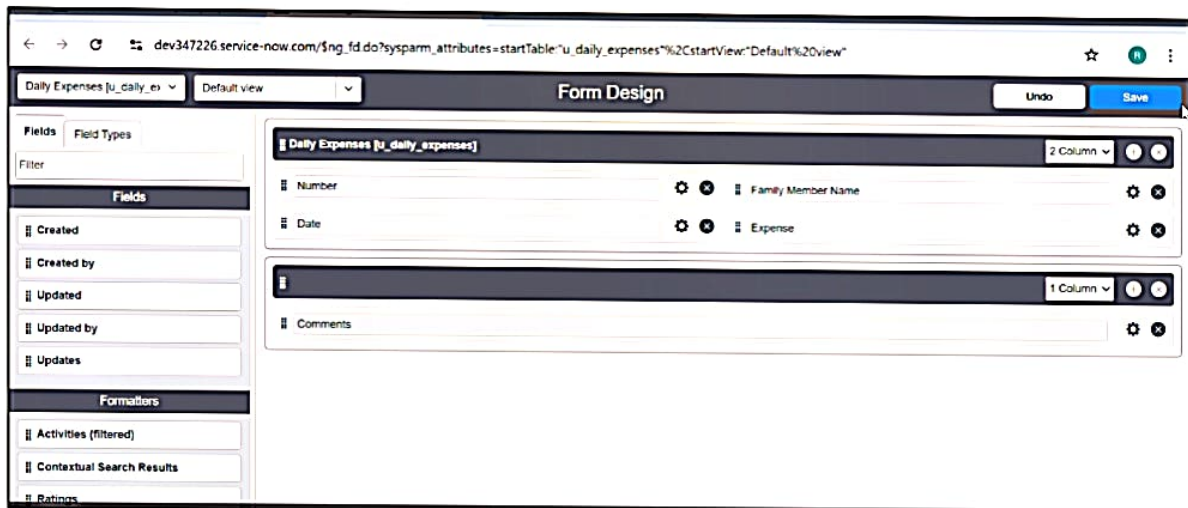 dev347226.service-now.com/$ng_fd.do?sysparm_attributes=startTable:"u_daily_expenses"%2CstartView:"Default%20view"
R
Daily Expenses [u_daily_ex
Default view
Form Design
Undo
Save
Fields
Field Types
Filter
Fields
Created
Created by
Updated
Updated by
Updates
Formatters
Activities (filtered)
Contextual Search Results
Ratings
Daily Expenses [u_daily_expenses]
2 Column
Number
Family Member Name
Date
Expense
1 Column
Comments